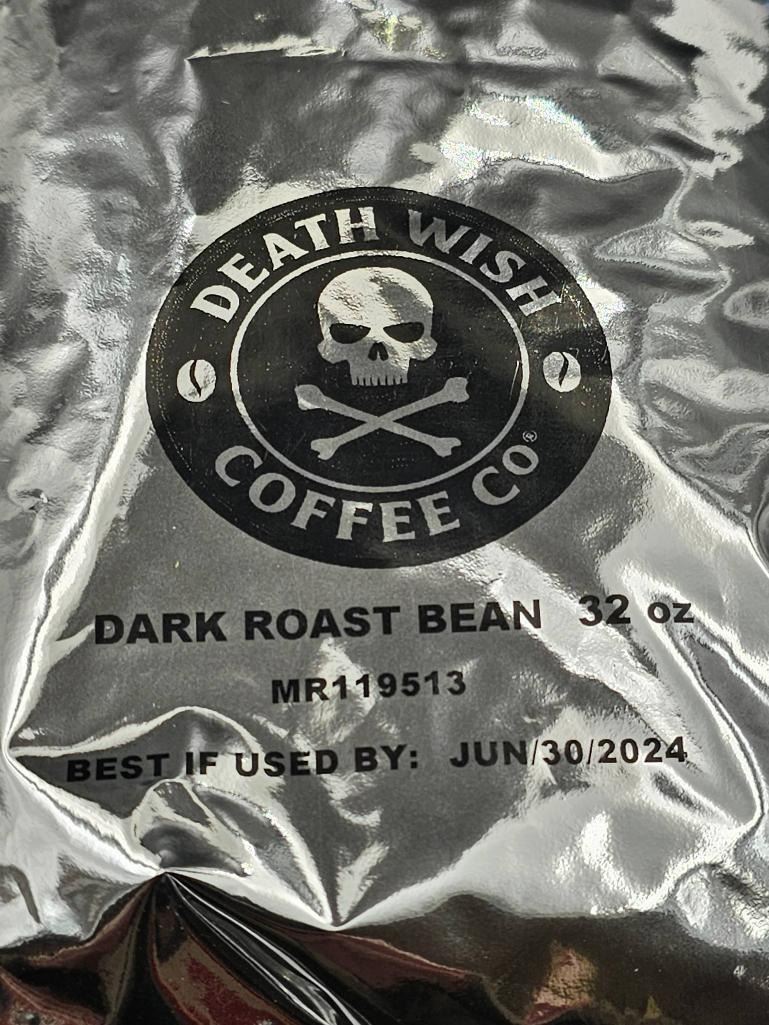 DEATH WISH
COFFEE CO®
DARK ROAST BEAN 32 oz
MR119513
BEST IF USED BY: JUN/30/2024